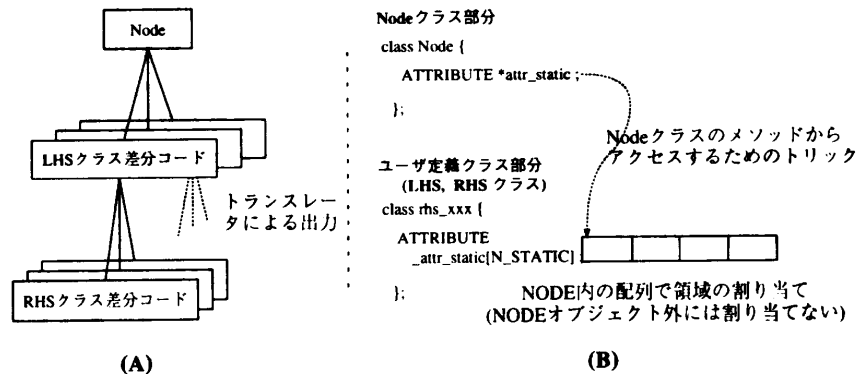 Node
LHSクラス差分コード
トランスレー
タによる出力
RHSクラス差分コード
(A)
Nodeクラス部分
class Node {
ATTRIBUTE *attr_static ;
};
Nodeクラスのメソッドから
アクセスするためのトリック
ユーザ定義クラス部分
(LHS, RHS クラス)
class rhs_xxx {
ATTRIBUTE
_attr_static[N_STATIC]
};
NODE内の配列で領域の割り当て
(NODEオブジェクト外には割り当てない)
(B)